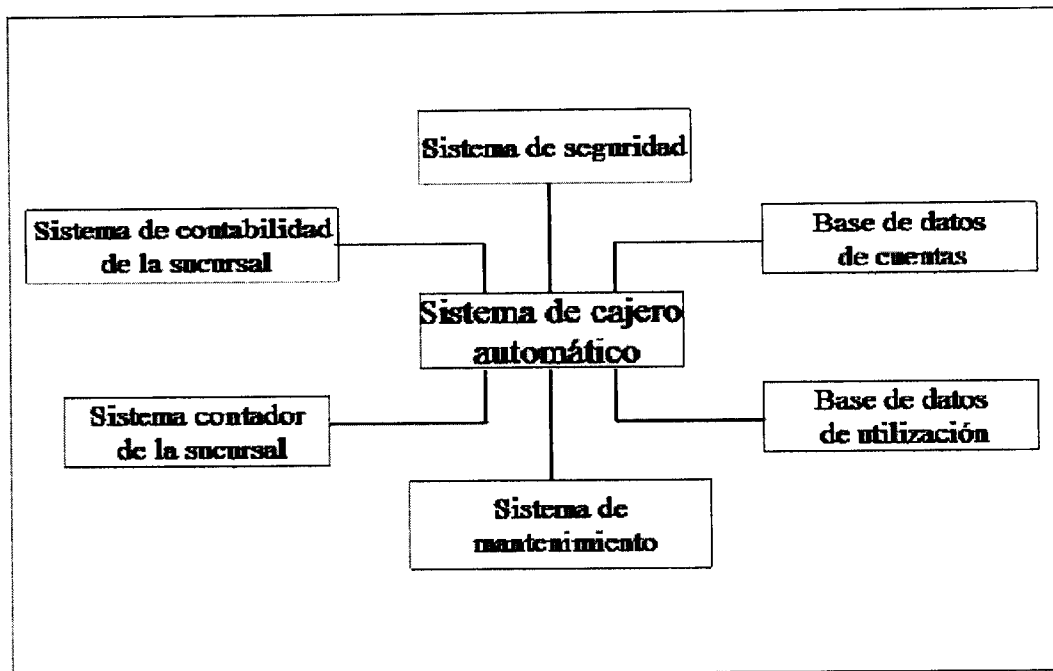 Sistema de seguridad
Sistema de contabilidad
de la sucursal
Base de datos
de cuentas
Sistema de cajero
automático
Sistema contador
de la sucursal
Base de datos
de utilización
Sistema de
mantenimiento